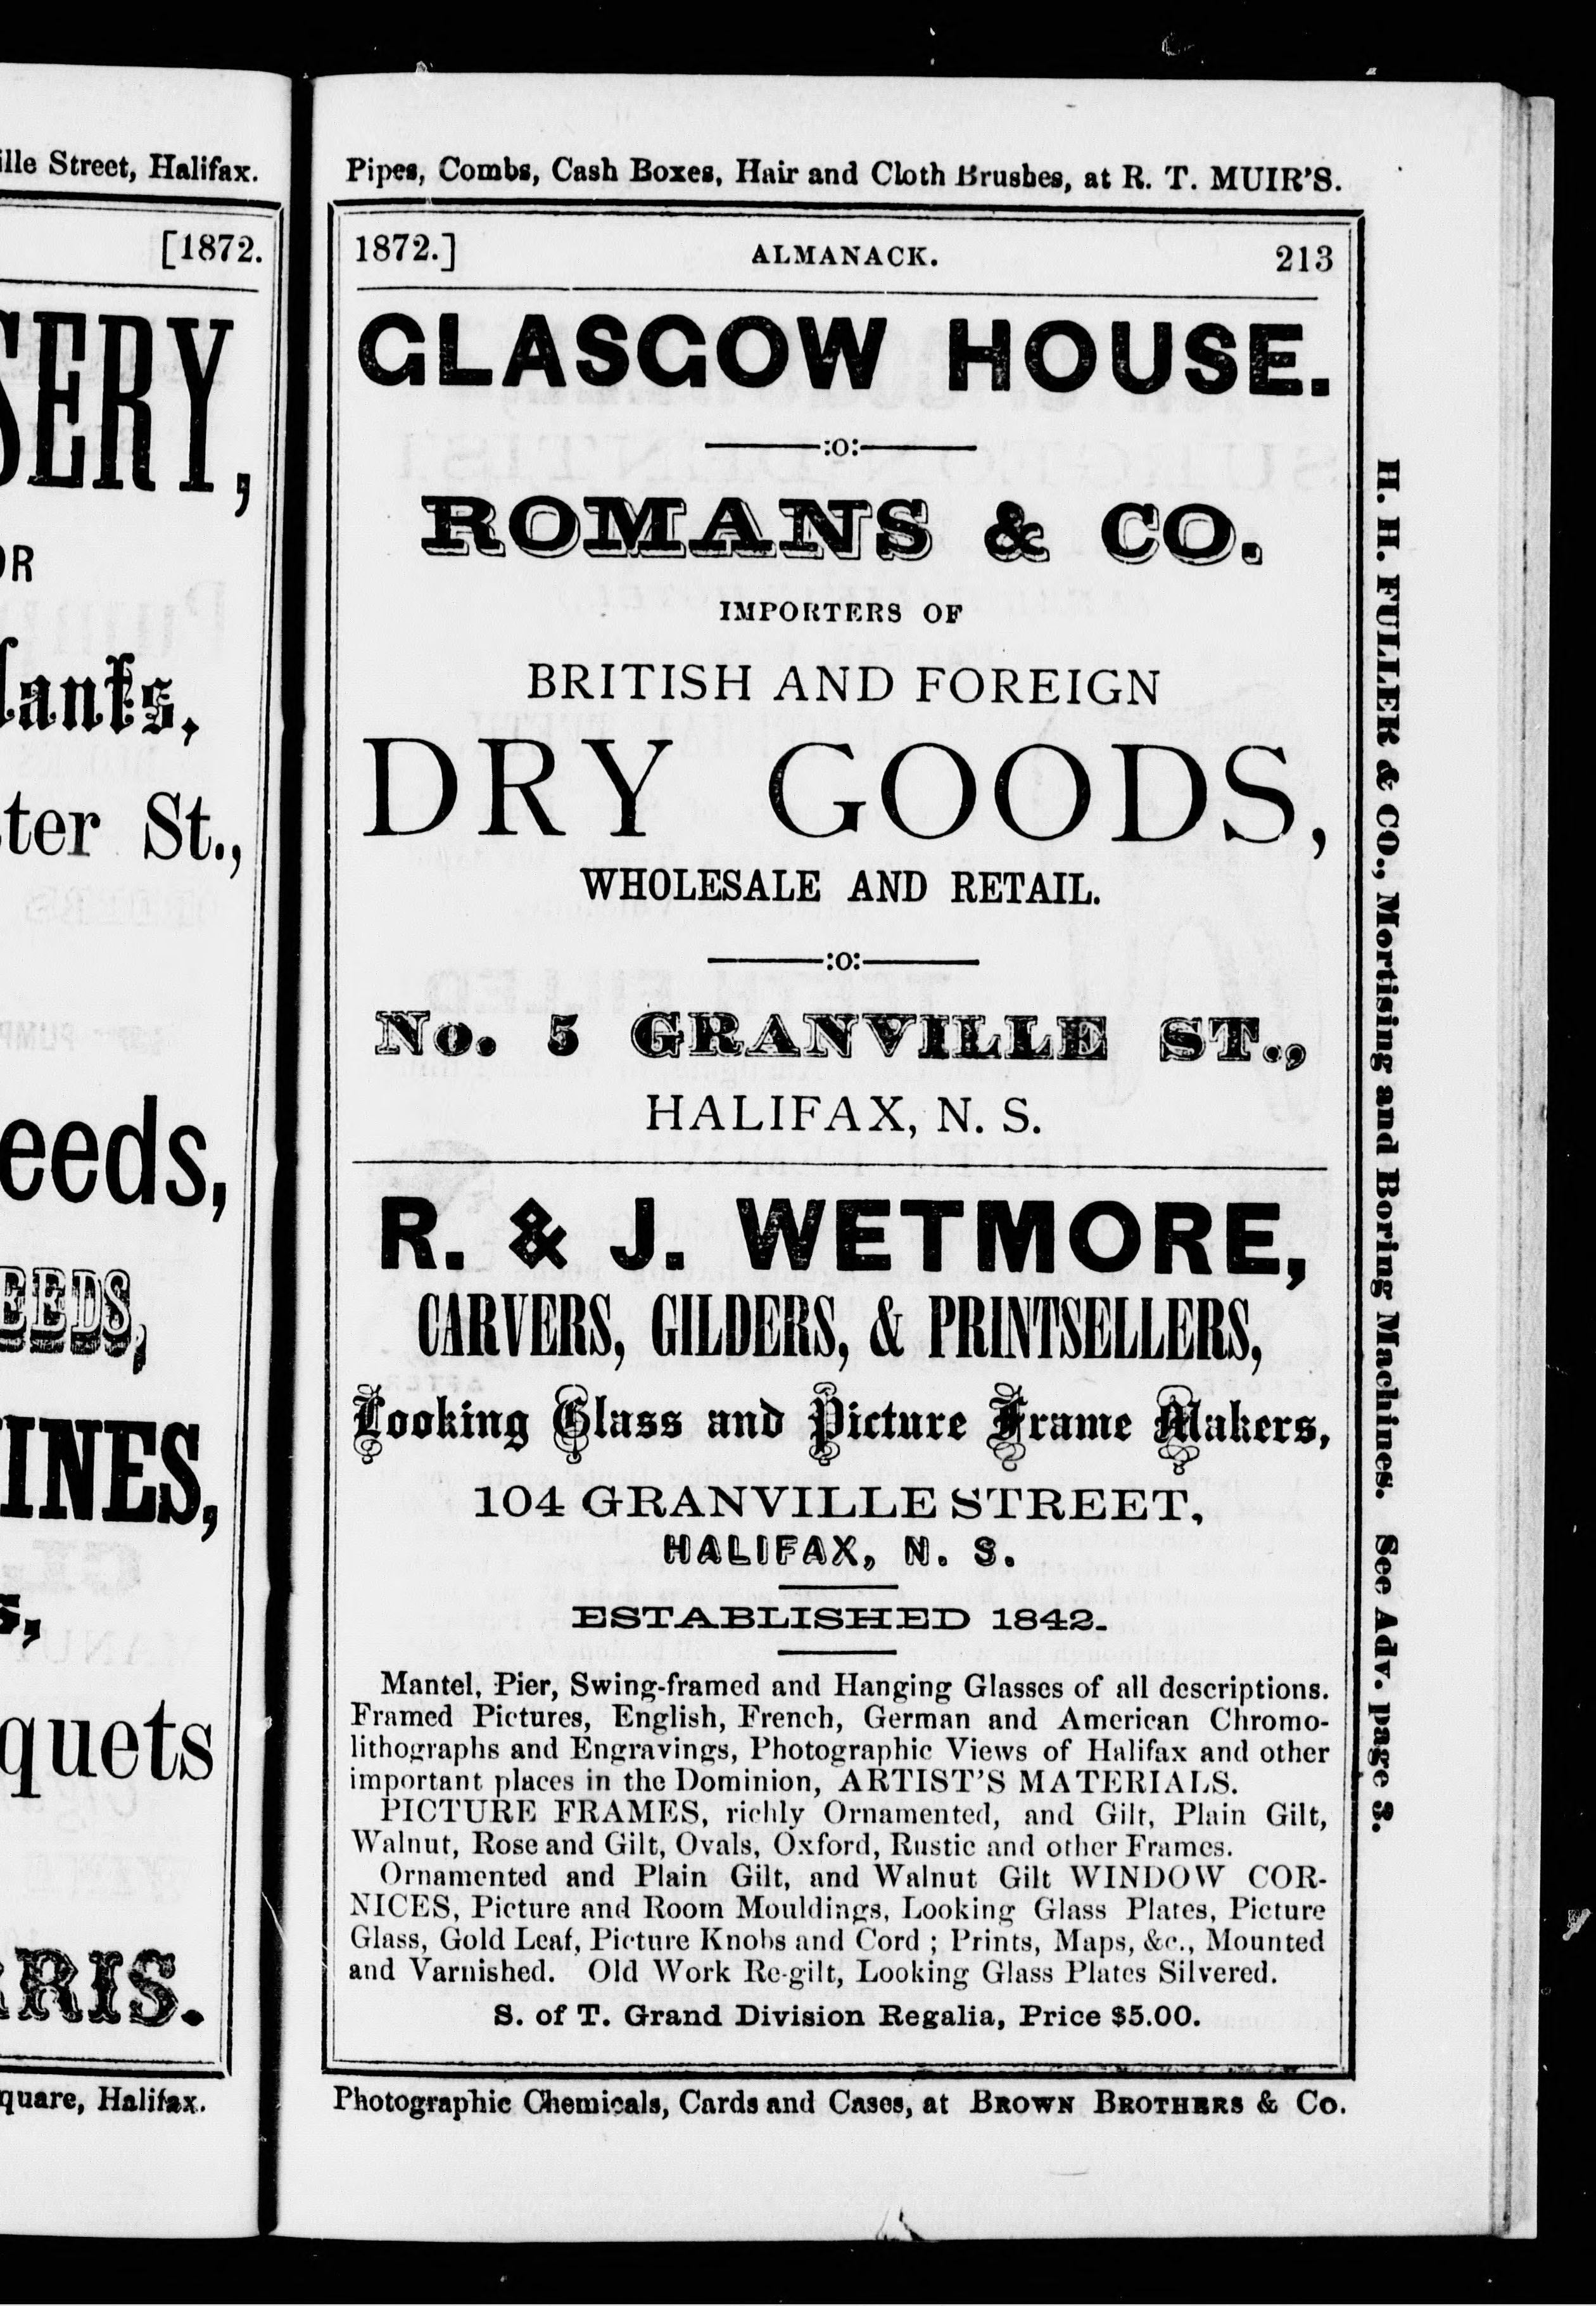 ille Street, Halifax.
[1872.
SERY,
OR
lants,
ter St.,
eeds,
EEDS,
INES,
s,
quets
RRIS.
quare, Halifax.
Pipes, Combs, Cash Boxes, Hair and Cloth Brushes, at R. T. MUIR'S.
1872.] ALMANACK. 213
GLASGOW HOUSE.
:o:
ROMANS & CO.
IMPORTERS OF
BRITISH AND FOREIGN
DRY GOODS,
WHOLESALE AND RETAIL.
:o:
No. 5 GRANVILLE ST.,
HALIFAX, N. S.
R. & J. WETMORE,
CARVERS, GILDERS, & PRINTSELLERS,
Looking Glass and Picture Frame Makers,
104 GRANVILLE STREET,
HALIFAX, N. S.
ESTABLISHED 1842.
Mantel, Pier, Swing-framed and Hanging Glasses of all descriptions.
Framed Pictures, English, French, German and American Chromo-
lithographs and Engravings, Photographic Views of Halifax and other
important places in the Dominion, ARTIST'S MATERIALS.
PICTURE FRAMES, richly Ornamented, and Gilt, Plain Gilt,
Walnut, Rose and Gilt, Ovals, Oxford, Rustic and other Frames.
Ornamented and Plain Gilt, and Walnut Gilt WINDOW COR-
NICES, Picture and Room Mouldings, Looking Glass Plates, Picture
Glass, Gold Leaf, Picture Knobs and Cord ; Prints, Maps, &c., Mounted
and Varnished. Old Work Re-gilt, Looking Glass Plates Silvered.
S. of T. Grand Division Regalia, Price $5.00.
Photographic Chemicals, Cards and Cases, at BROWN BROTHERS & Co.
H. H. FULLER & CO., Mortising and Boring Machines. See Adv. page 8.